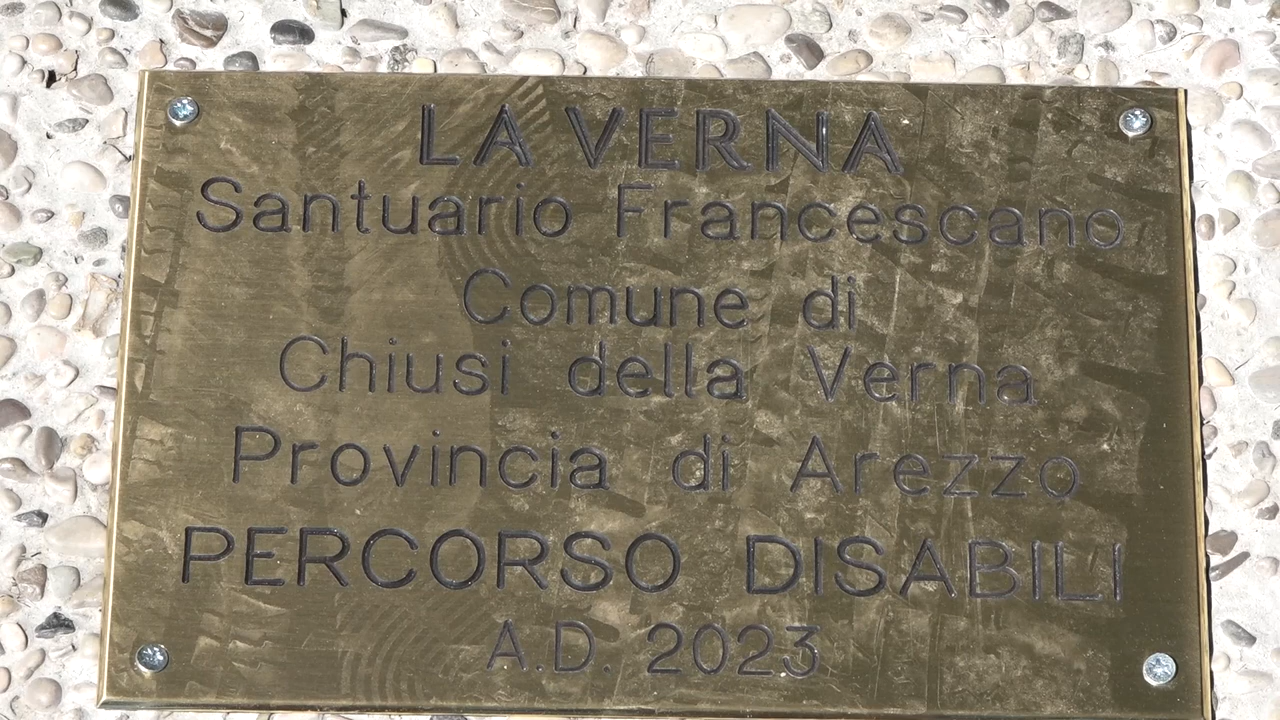 LA VERNA
Santuario Francescano
Comune di
Chiusi della Verna
Provincia di Arezzo
PERCORSO DISABILI
A.D. 2023